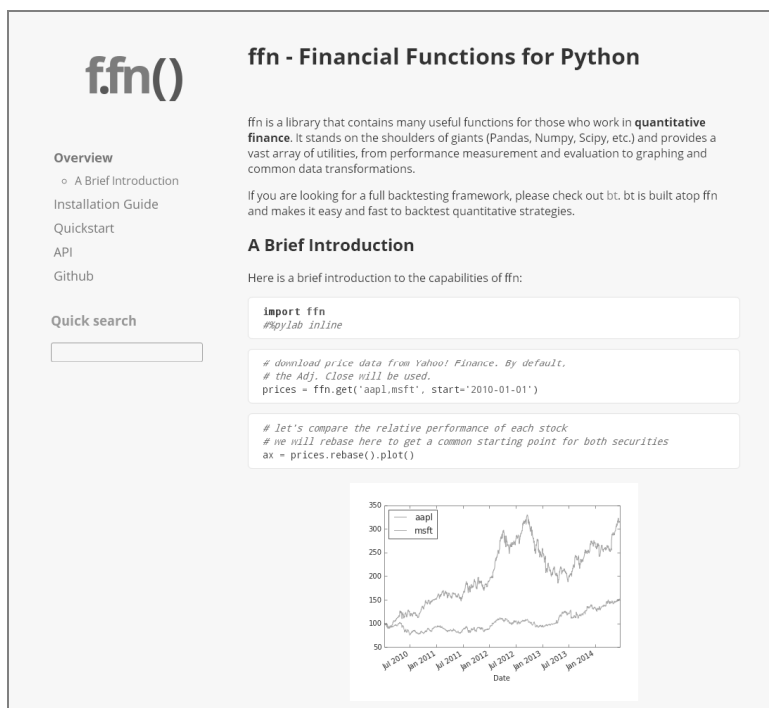 f.fn()
ffn - Financial Functions for Python
ffn is a library that contains many useful functions for those who work in quantitative
finance. It stands on the shoulders of giants (Pandas, Numpy, Scipy, etc.) and provides a
vast array of utilities, from performance measurement and evaluation to graphing and
common data transformations.
If you are looking for a full backtesting framework, please check out bt. bt is built atop ffn
and makes it easy and fast to backtest quantitative strategies.
Overview
A Brief Introduction
Installation Guide
Quickstart
API
Github
Quick search
A Brief Introduction
Here is a brief introduction to the capabilities of ffn:
import ffn
#%pylab inline
# download price data from Yahoo! Finance. By default,
# the Adj. Close will be used.
prices = ffn.get('aapl,msft', start='2010-01-01')
# let's compare the relative performance of each stock
# we will rebase here to get a common starting point for both securities
ax = prices.rebase().plot()
350
300
250
200
150
100
50
aapl
msft
Jul 2010
Jan 2011
Jul 2011
Jan 2012
Jul 2012
Jan 2013
Jul 2013
Jan 2014
Date